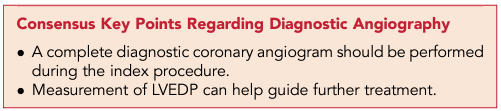 Consensus Key Points Regarding Diagnostic Angiography
• A complete diagnostic coronary angiogram should be performed
during the index procedure.
• Measurement of LVEDP can help guide further treatment.